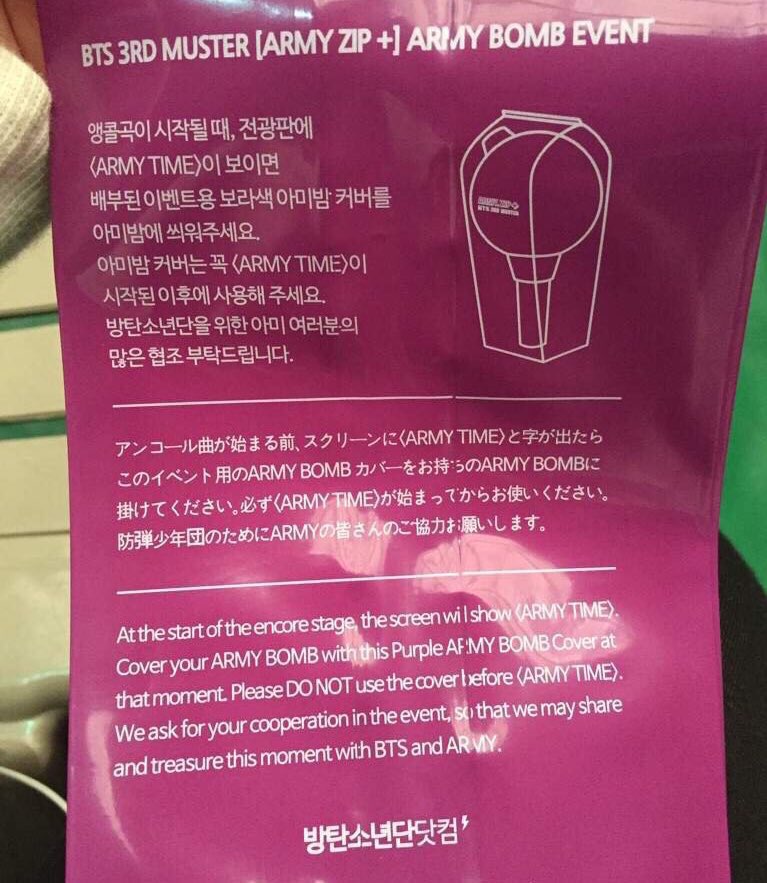 BTS 3RD MUSTER [ARMY ZIP +] ARMY BOMB EVENT
앵콜곡이 시작될 때, 전광판에
〈ARMY TIME〉이 보이면
배부된 이벤트용 보라색 아미밤 커버를
아미밤에 씌워주세요.
아미밤 커버는 꼭 〈ARMY TIME〉이
시작된 이후에 사용해 주세요.
방탄소년단을 위한 아미 여러분의
많은 협조 부탁드립니다.
ARMY.ZIP+
BTS 3RD MUSTER
アンコール曲が始まる前、スクリーンに〈ARMY TIME〉と字が出たら
このイベント用のARMY BOMB カバーをお持ちのARMY BOMBに
掛けてください。必ず〈ARMY TIME〉が始まってからお使いください。
防弾少年団のためにARMYの皆さんのご協力お願いします。
At the start of the encore stage, the screen will show 〈ARMY TIME〉.
Cover your ARMY BOMB with this Purple ARMY BOMB Cover at
that moment. Please DO NOT use the cover before 〈ARMY TIME〉.
We ask for your cooperation in the event, so that we may share
and treasure this moment with BTS and ARMY.
방탄소년단닷컴